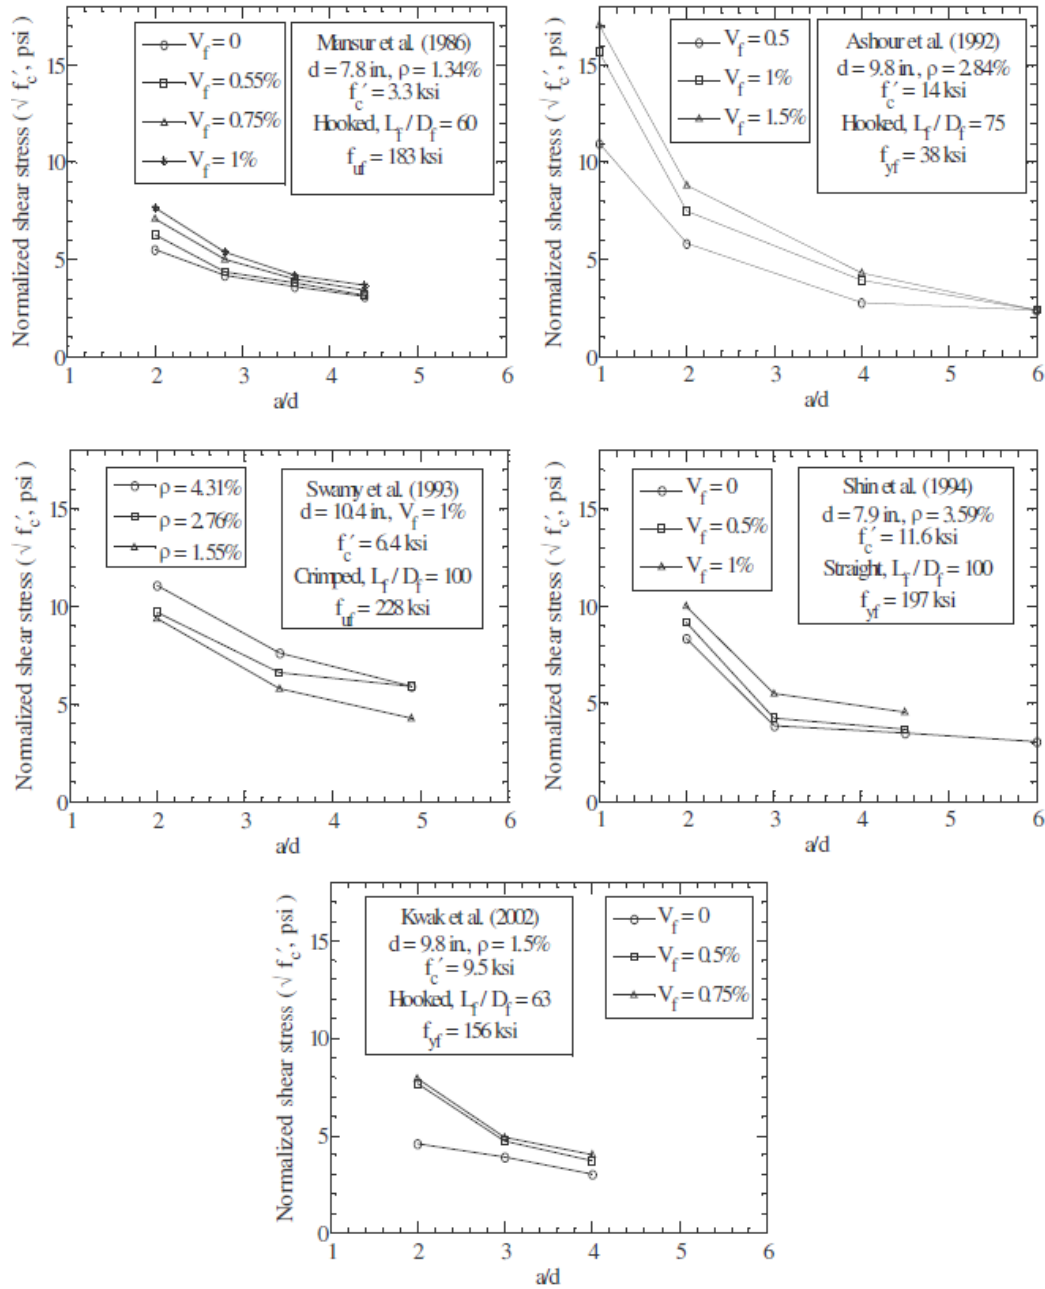 Normalized shear stress (√ f_c′, psi)
15
10
5
0
V_f = 0
V_f = 0.55%
V_f = 0.75%
V_f = 1%
Mansur et al. (1986)
d = 7.8 in., ρ = 1.34%
f_c′ = 3.3 ksi
Hooked, L_f / D_f = 60
f_uf = 183 ksi
1 2 3 4 5 6
a/d
Normalized shear stress (√ f_c′, psi)
15
10
5
0
V_f = 0.5
V_f = 1%
V_f = 1.5%
Ashour et al. (1992)
d = 9.8 in., ρ = 2.84%
f_c′ = 14 ksi
Hooked, L_f / D_f = 75
f_yf = 38 ksi
1 2 3 4 5 6
a/d
Normalized shear stress (√ f_c′, psi)
15
10
5
0
ρ = 4.31%
ρ = 2.76%
ρ = 1.55%
Swamy et al. (1993)
d = 10.4 in., V_f = 1%
f_c′ = 6.4 ksi
Crimped, L_f / D_f = 100
f_uf = 228 ksi
1 2 3 4 5 6
a/d
Normalized shear stress (√ f_c′, psi)
15
10
5
0
V_f = 0
V_f = 0.5%
V_f = 1%
Shin et al. (1994)
d = 7.9 in., ρ = 3.59%
f_c′ = 11.6 ksi
Straight, L_f / D_f = 100
f_yf = 197 ksi
1 2 3 4 5 6
a/d
Normalized shear stress (√ f_c′, psi)
15
10
5
0
Kwak et al. (2002)
d = 9.8 in., ρ = 1.5%
f_c′ = 9.5 ksi
Hooked, L_f / D_f = 63
f_yf = 156 ksi
V_f = 0
V_f = 0.5%
V_f = 0.75%
1 2 3 4 5 6
a/d